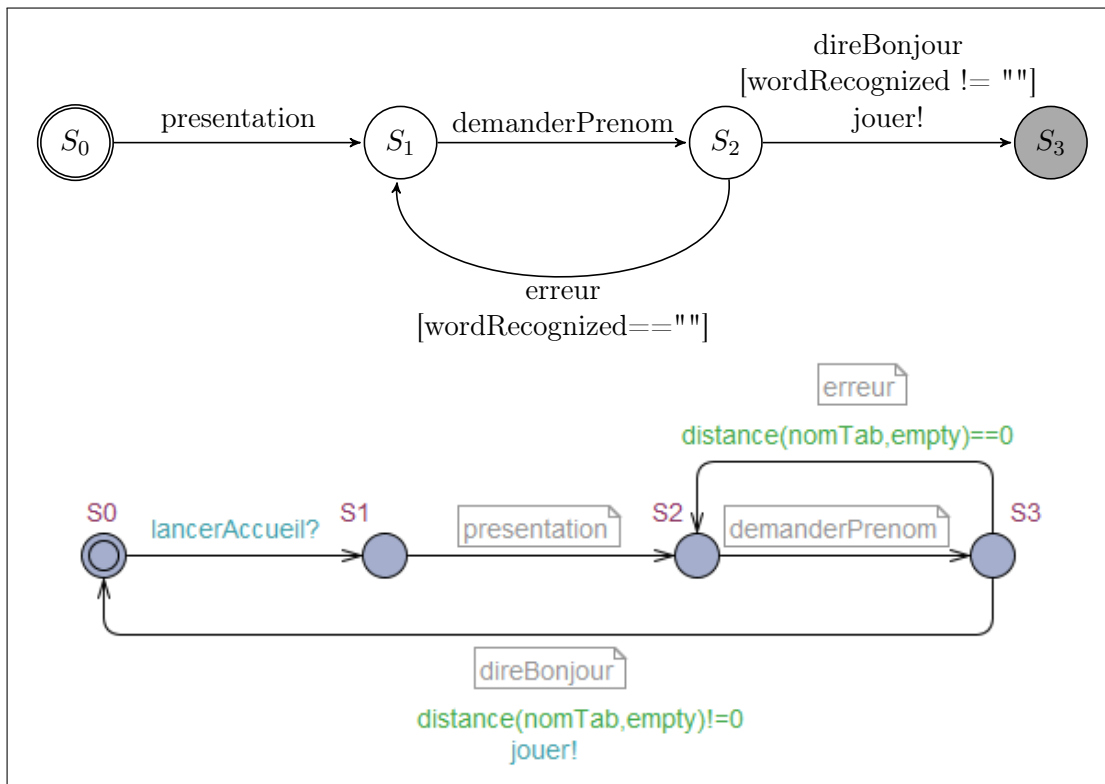 direBonjour
[wordRecognized != ""]
jouer!
presentation
demanderPrenom
S0
S1
S2
S3
erreur
[wordRecognized==""]
erreur
distance(nomTab,empty)==0
S0
lancerAccueil?
S1
presentation
S2
demanderPrenom
S3
direBonjour
distance(nomTab,empty)!=0
jouer!